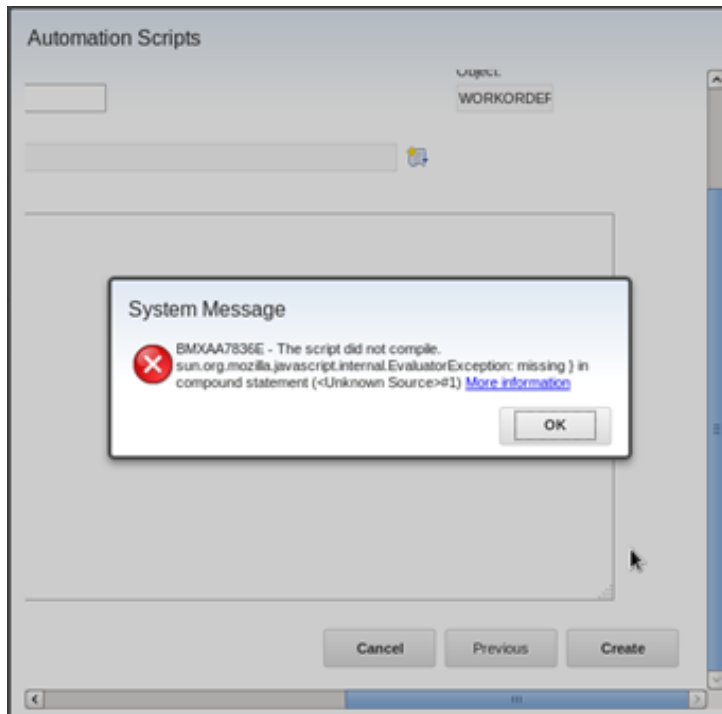 Automation Scripts
Object:
WORKORDER
System Message
BMXAA7836E - The script did not compile.
sun.org.mozilla.javascript.internal.EvaluatorException: missing } in
compound statement (<Unknown Source>#1) More information
OK
Cancel
Previous
Create